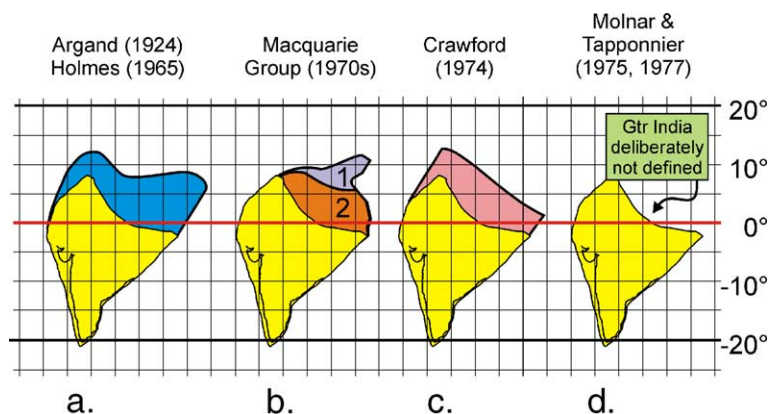 Argand (1924)
Holmes (1965)
Macquarie
Group (1970s)
Crawford
(1974)
Molnar &
Tapponnier
(1975, 1977)
20°
Gtr India
deliberately
not defined
1
10°
2
0°
-10°
-20°
a.
b.
c.
d.